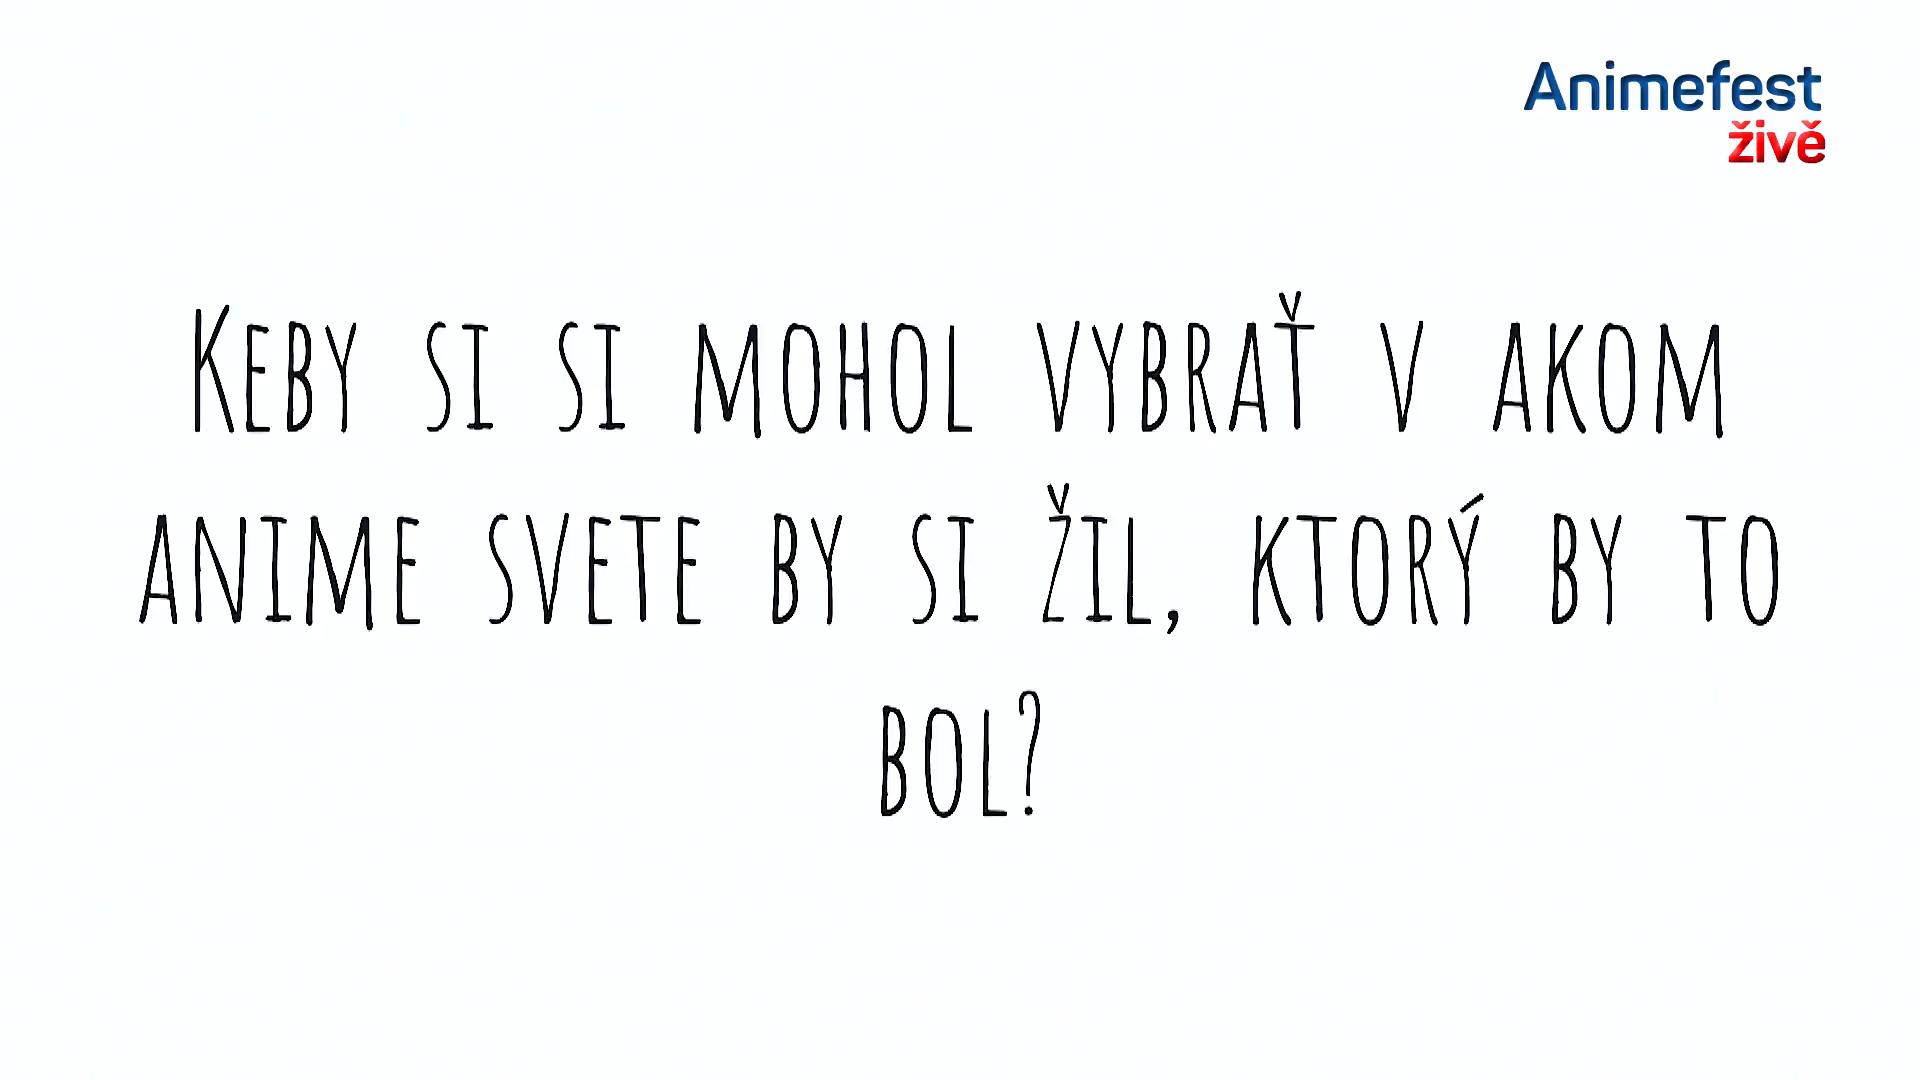 Animefest
živě
Keby si si mohol vybrať v akom
anime svete by si žil, ktorý by to
bol?